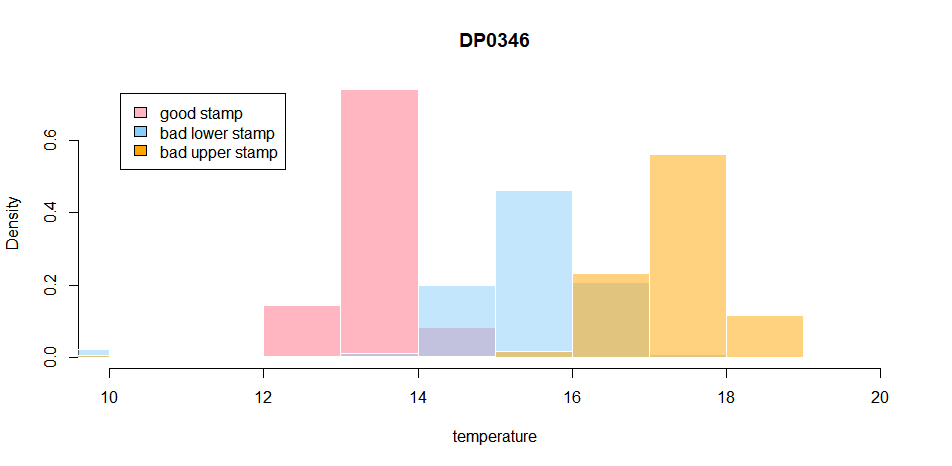 DP0346
good stamp
bad lower stamp
bad upper stamp
Density
0.6
0.4
0.2
0.0
10 12 14 16 18 20
temperature